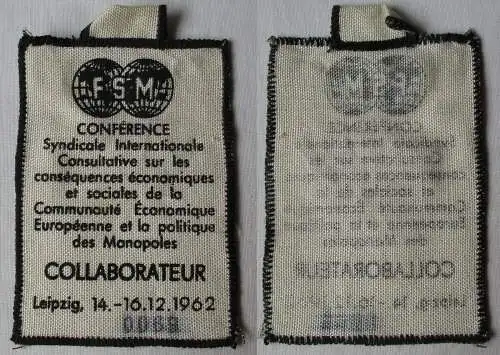 FSM
CONFÉRENCE
Syndicale Internationale
Consultative sur les
conséquences économiques
et sociales de la
Communauté Économique
Européenne et la politique
des Monopoles
COLLABORATEUR
Leipzig, 14.-16.12.1962